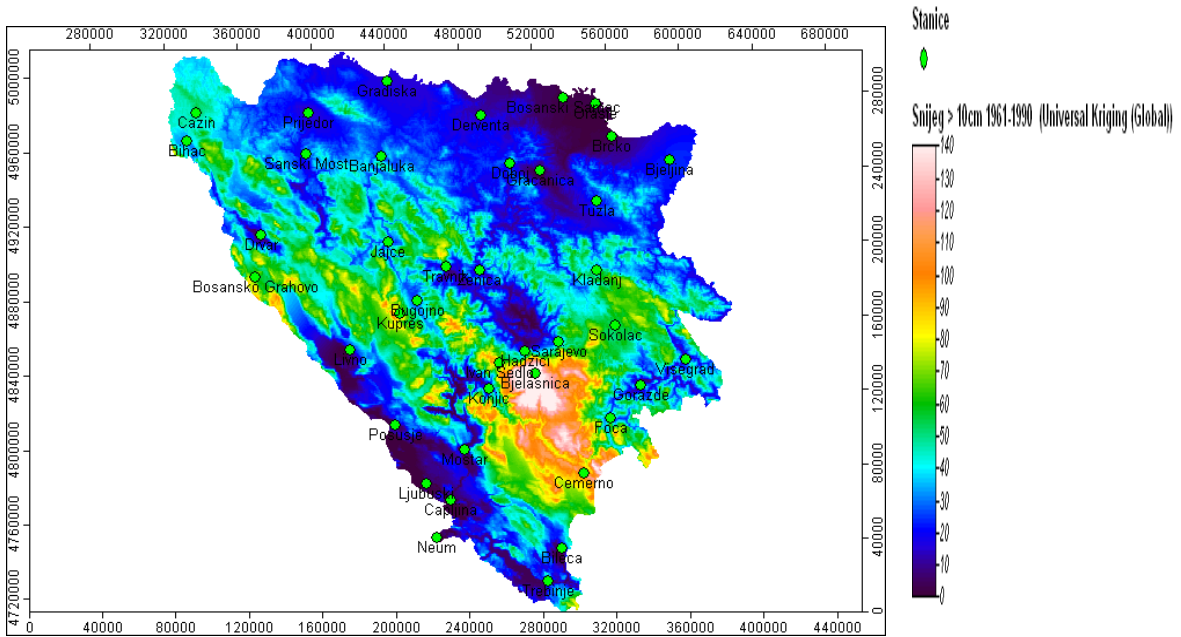 280000 320000 360000 400000 440000 480000 520000 560000 600000 640000 680000
5000000
4960000
4920000
4880000
4840000
4800000
4760000
4720000
280000
240000
200000
160000
120000
80000
40000
0
0 40000 80000 120000 160000 200000 240000 280000 320000 360000 400000 440000
Gradiska
Cazin
Prijedor
Derventa
Bosanski Samac
Orasje
Brcko
Bihac
Sanski Most
Banjaluka
Doboj
Gracanica
Bjeljina
Tuzla
Drvar
Jajce
Travnik
Zenica
Kladanj
Bosansko Grahovo
Bugojno
Kupres
Sokolac
Sarajevo
Livno
Hadzici
Ivan Sedlo
Bjelasnica
Visegrad
Konjic
Gorazde
Foca
Posusje
Mostar
Cemerno
Ljubuski
Capljina
Neum
Bileca
Trebinje
Stanice
Snijeg > 10cm 1961-1990 (Universal Kriging (Global))
140
130
120
110
100
90
80
70
60
50
40
30
20
10
0